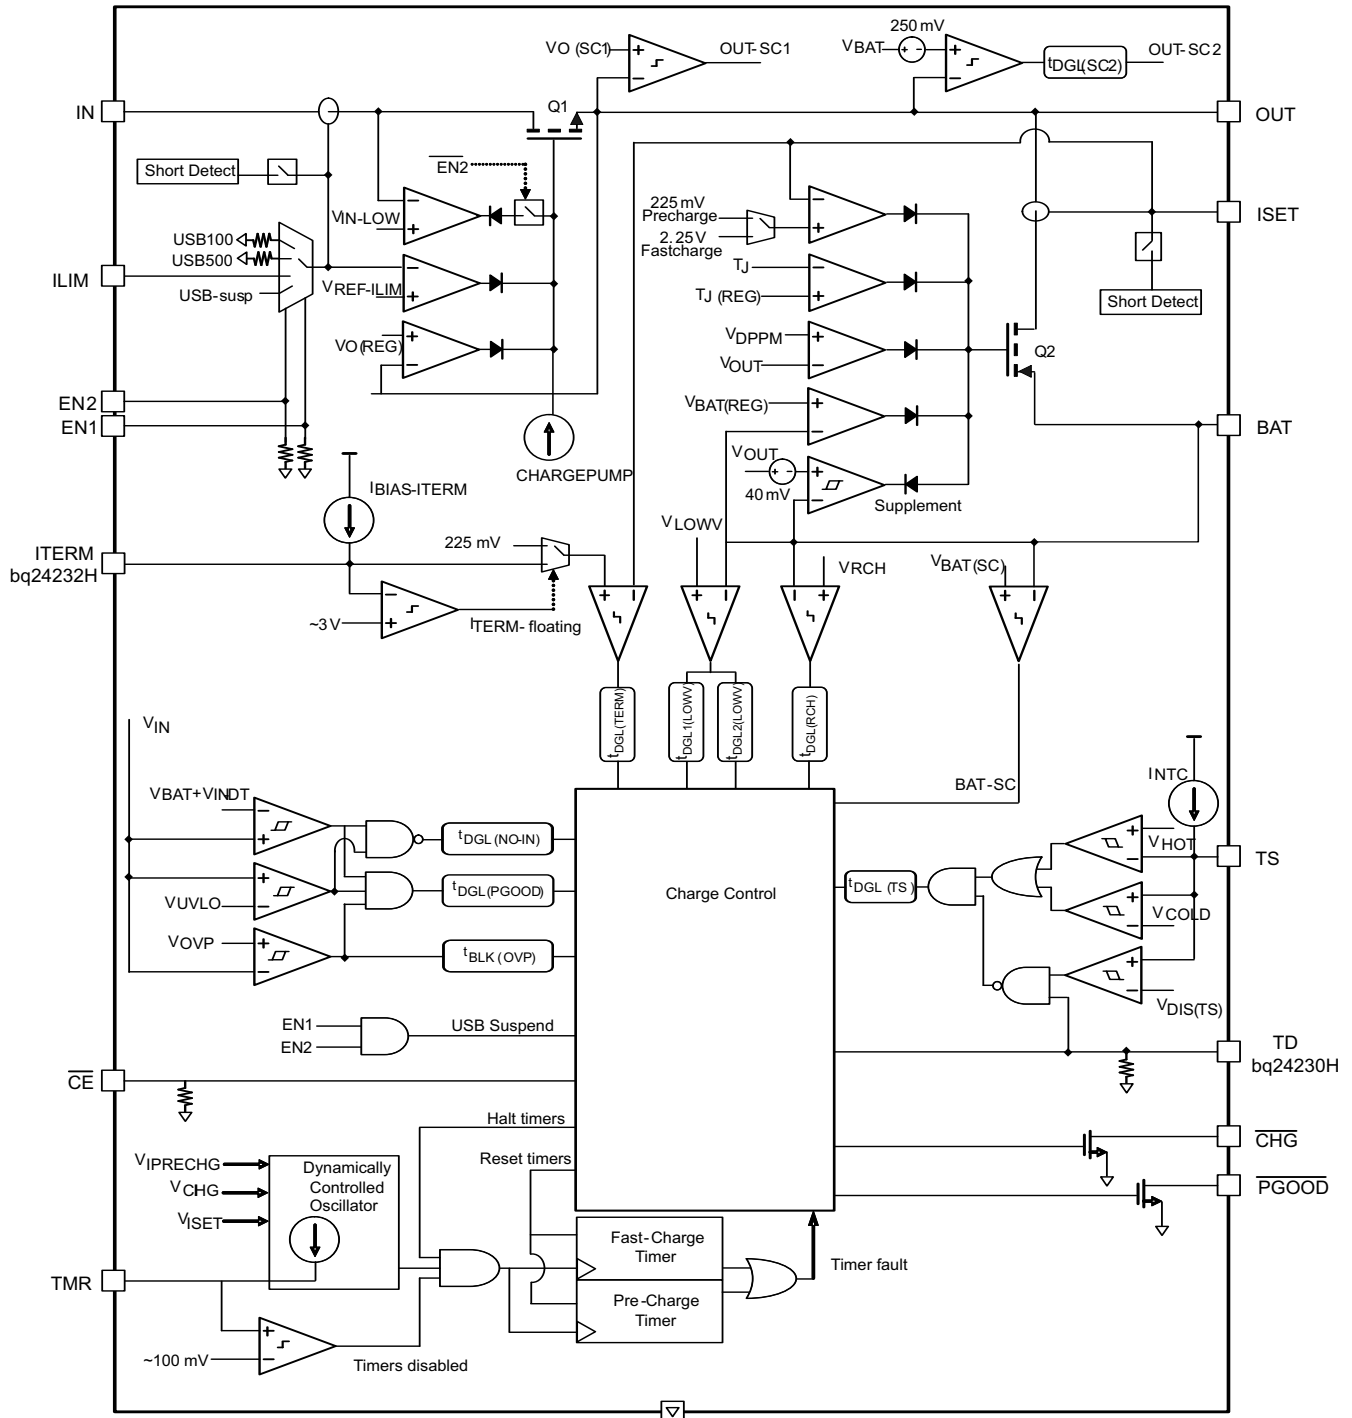 250 mV
VO (SC1)
OUT-SC1
VBAT
tDGL(SC2)
OUT-SC2
IN
Q1
OUT
Short Detect
EN2
VIN-LOW
225 mV
Precharge
2.25V
Fastcharge
ISET
USB100
USB500
ILIM
USB-susp
VREF-ILIM
TJ
TJ (REG)
Short Detect
VO (REG)
VDPPM
VOUT
Q2
EN2
EN1
VBAT(REG)
BAT
CHARGEPUMP
VOUT
40 mV
Supplement
IBIAS-ITERM
VLOWV
ITERM
bq24232H
225 mV
VRCH
VBAT(SC)
~3 V
ITERM- floating
tDGL(TERM)
tDGL1(LOWV)
tDGL2(LOWV)
tDGL(RCH)
VIN
BAT-SC
INTC
VBAT+VINDT
tDGL(NO-IN)
VHOT
TS
VUVLO
tDGL(PGOOD)
Charge Control
tDGL (TS)
VCOLD
VOVP
tBLK (OVP)
VDIS(TS)
EN1
EN2
USB Suspend
TD
bq24230H
CE
Halt timers
CHG
Reset timers
VIPRECHG
VCHG
VISET
Dynamically
Controlled
Oscillator
PGOOD
TMR
Fast-Charge
Timer
Timer fault
Pre-Charge
Timer
~100 mV
Timers disabled